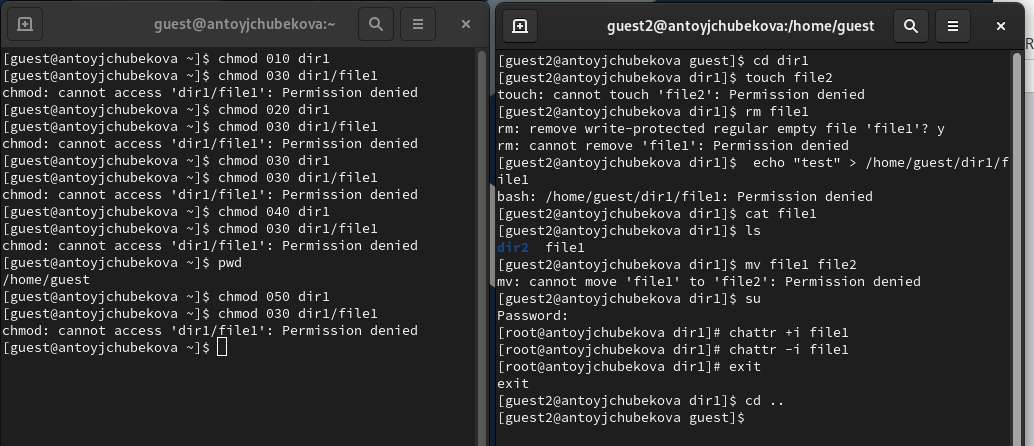 guest@antoyjchubekova:~
[guest@antoyjchubekova ~]$ chmod 010 dir1
[guest@antoyjchubekova ~]$ chmod 030 dir1/file1
chmod: cannot access 'dir1/file1': Permission denied
[guest@antoyjchubekova ~]$ chmod 020 dir1
[guest@antoyjchubekova ~]$ chmod 030 dir1/file1
chmod: cannot access 'dir1/file1': Permission denied
[guest@antoyjchubekova ~]$ chmod 030 dir1
[guest@antoyjchubekova ~]$ chmod 030 dir1/file1
chmod: cannot access 'dir1/file1': Permission denied
[guest@antoyjchubekova ~]$ chmod 040 dir1
[guest@antoyjchubekova ~]$ chmod 030 dir1/file1
chmod: cannot access 'dir1/file1': Permission denied
[guest@antoyjchubekova ~]$ pwd
/home/guest
[guest@antoyjchubekova ~]$ chmod 050 dir1
[guest@antoyjchubekova ~]$ chmod 030 dir1/file1
chmod: cannot access 'dir1/file1': Permission denied
[guest@antoyjchubekova ~]$
guest2@antoyjchubekova:/home/guest
[guest2@antoyjchubekova guest]$ cd dir1
[guest2@antoyjchubekova dir1]$ touch file2
touch: cannot touch 'file2': Permission denied
[guest2@antoyjchubekova dir1]$ rm file1
rm: remove write-protected regular empty file 'file1'? y
rm: cannot remove 'file1': Permission denied
[guest2@antoyjchubekova dir1]$  echo "test" > /home/guest/dir1/f
ile1
bash: /home/guest/dir1/file1: Permission denied
[guest2@antoyjchubekova dir1]$ cat file1
[guest2@antoyjchubekova dir1]$ ls
dir2  file1
[guest2@antoyjchubekova dir1]$ mv file1 file2
mv: cannot move 'file1' to 'file2': Permission denied
[guest2@antoyjchubekova dir1]$ su
Password:
[root@antoyjchubekova dir1]# chattr +i file1
[root@antoyjchubekova dir1]# chattr -i file1
[root@antoyjchubekova dir1]# exit
exit
[guest2@antoyjchubekova dir1]$ cd ..
[guest2@antoyjchubekova guest]$
R